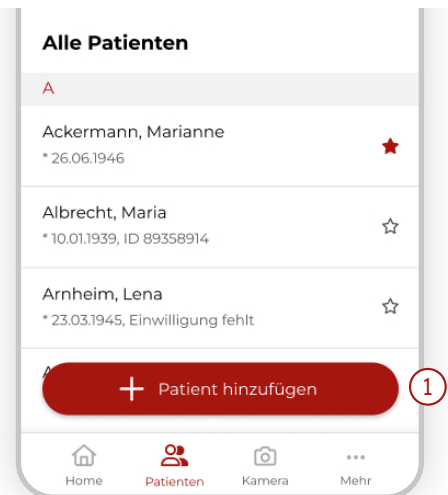 Alle Patienten
A
Ackermann, Marianne
* 26.06.1946
Albrecht, Maria
* 10.01.1939, ID 89358914
Arnheim, Lena
* 23.03.1945, Einwilligung fehlt
Patient hinzufügen
1
Home Patienten Kamera Mehr